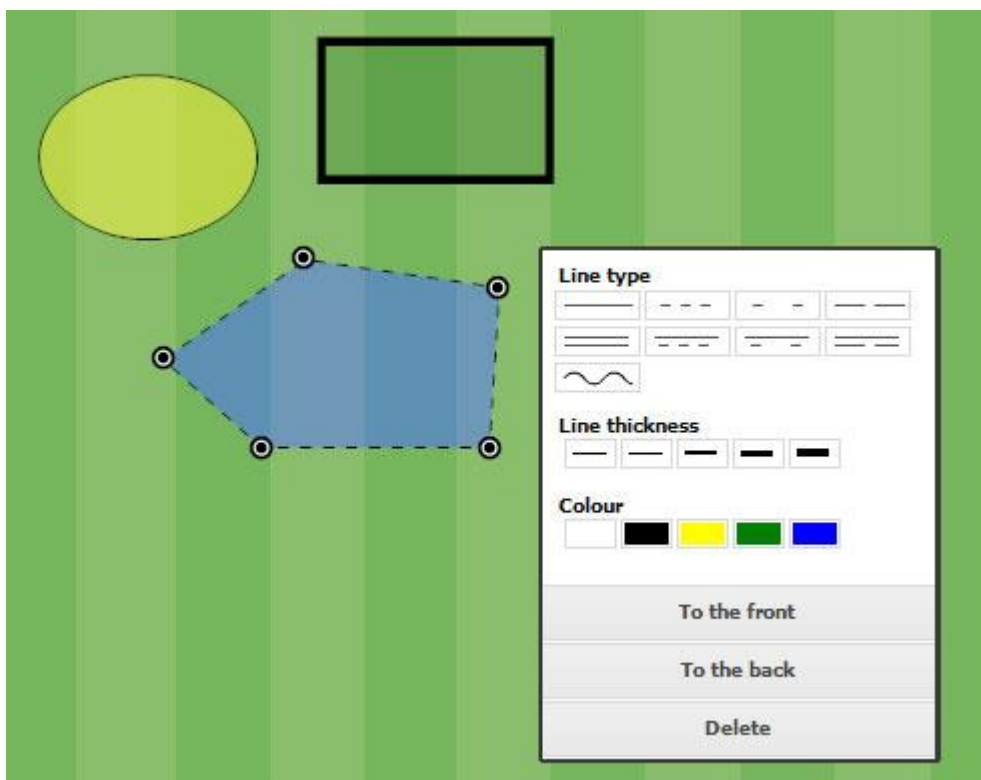 Line type
Line thickness
Colour
To the front
To the back
Delete